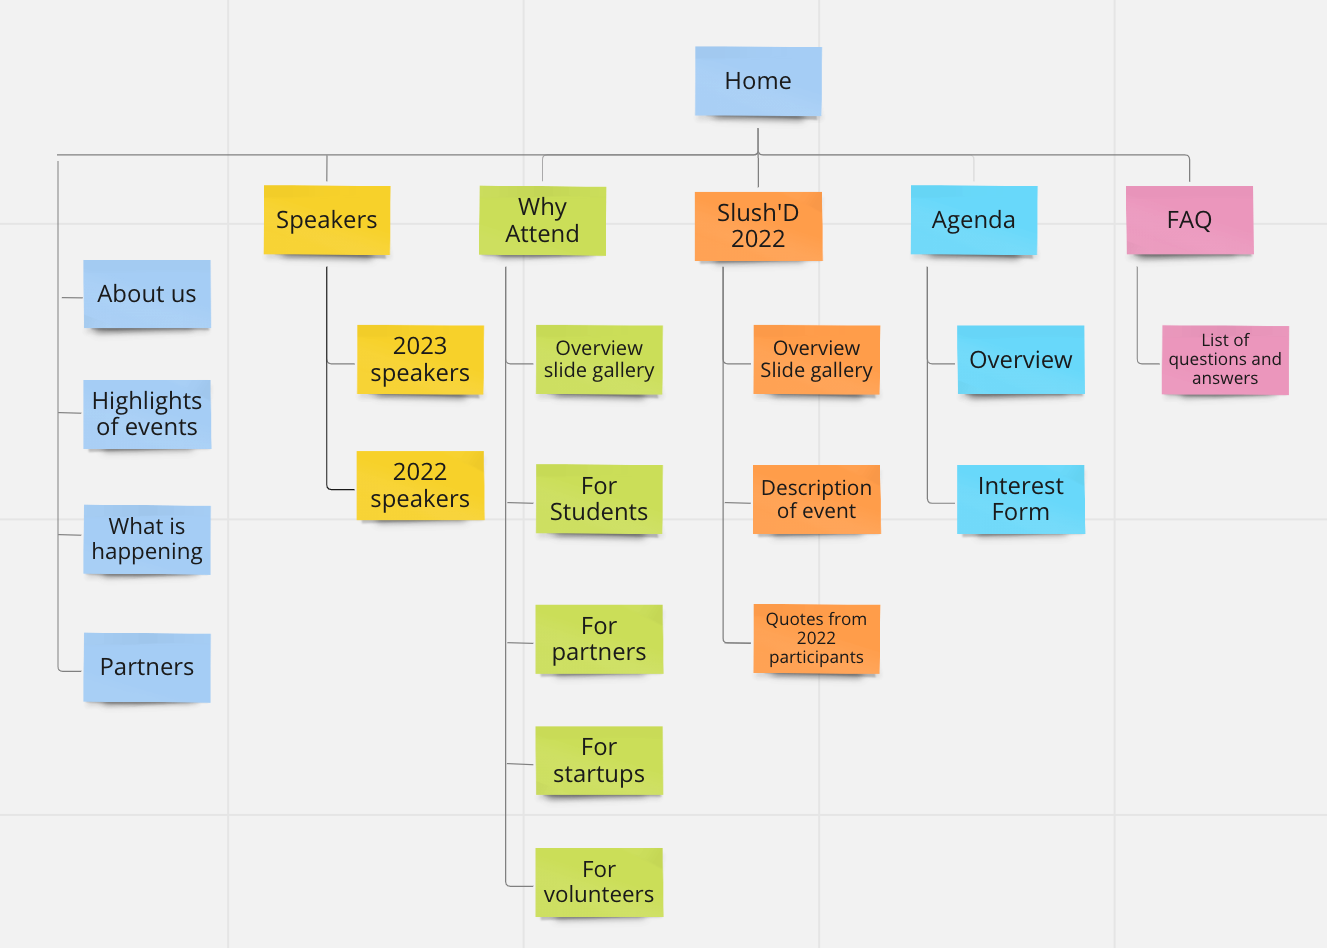 Home
Speakers
Why
Attend
Slush'D
2022
Agenda
FAQ
About us
Highlights
of events
What is
happening
Partners
2023
speakers
2022
speakers
Overview
slide gallery
For
Students
For
partners
For
startups
For
volunteers
Overview
Slide gallery
Description
of event
Quotes from
2022
participants
Overview
Interest
Form
List of
questions and
answers